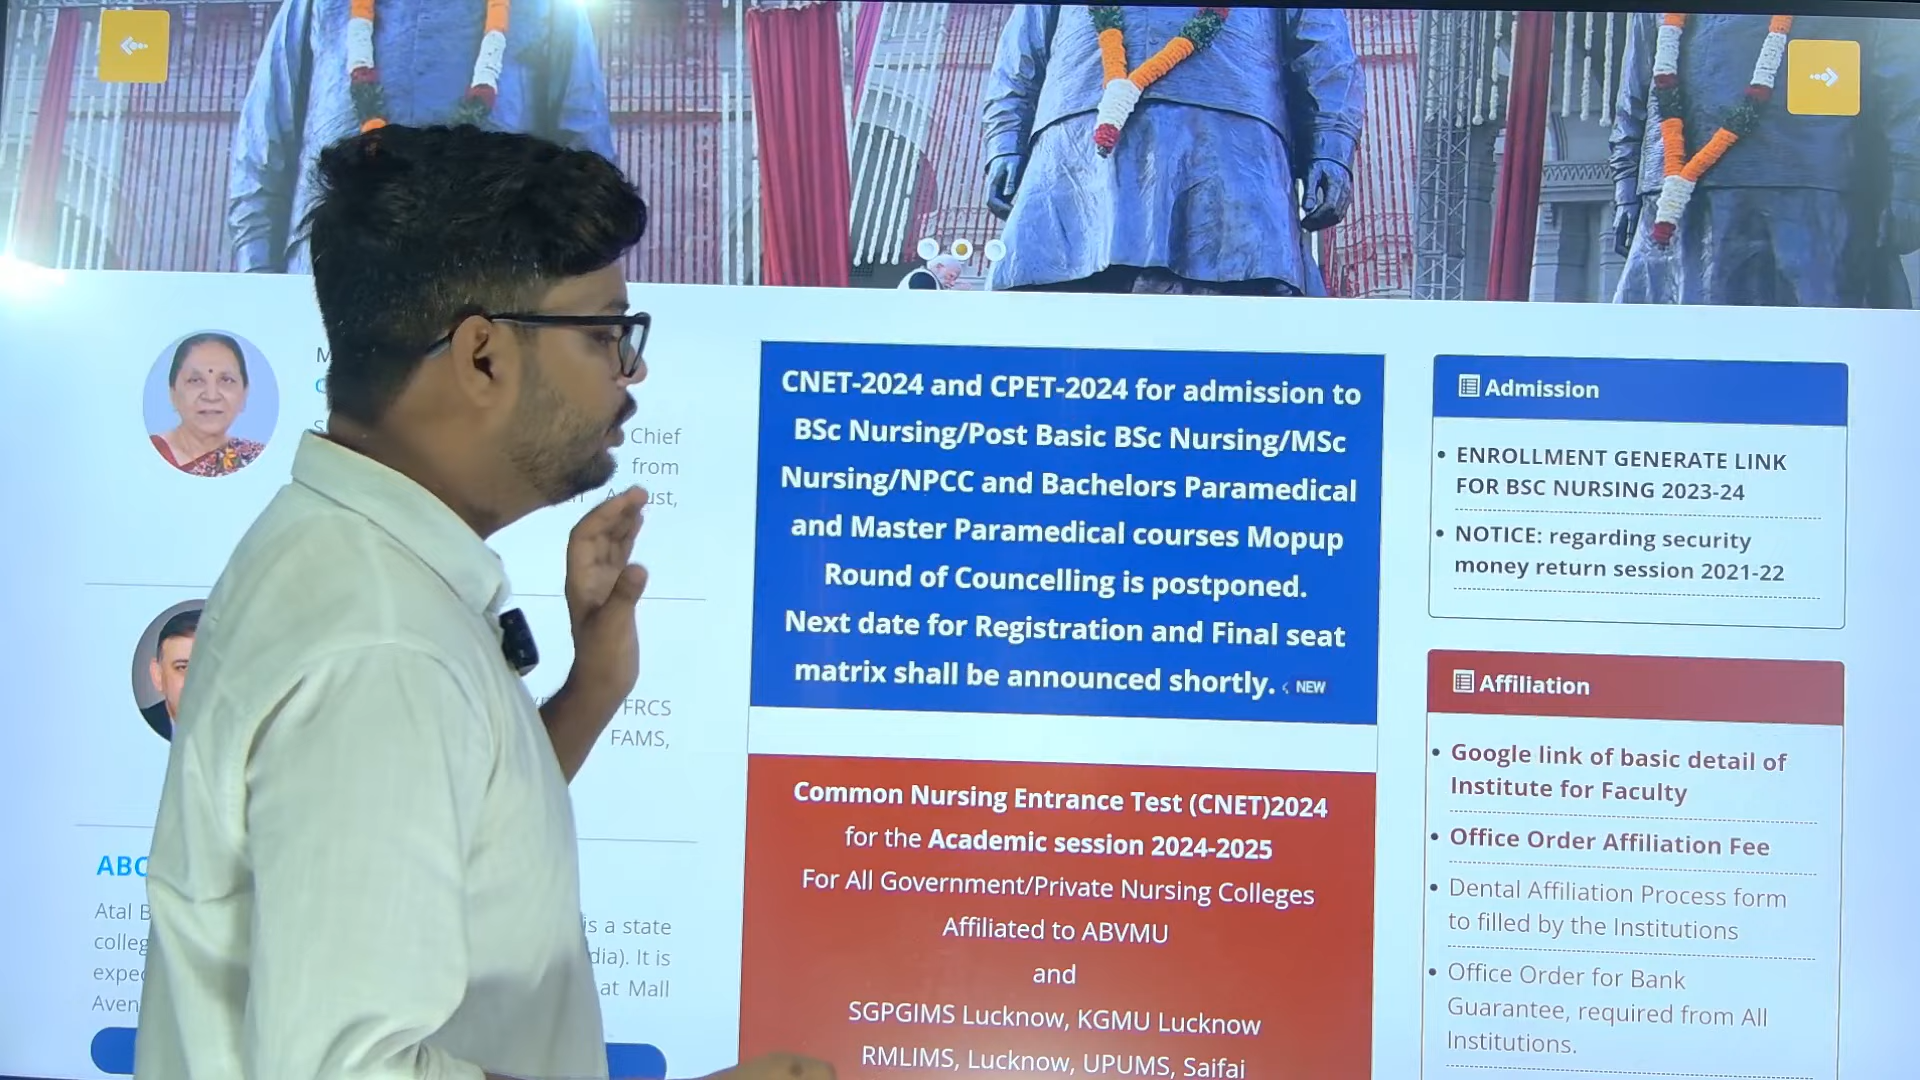 Chief
from
FRCS
FAMS,
ABC
Atal B
is a state
colleg
dia). It is
expec
at Mall
Aven
CNET-2024 and CPET-2024 for admission to
BSc Nursing/Post Basic BSc Nursing/MSc
Nursing/NPCC and Bachelors Paramedical
and Master Paramedical courses Mopup
Round of Councelling is postponed.
Next date for Registration and Final seat
matrix shall be announced shortly. NEW
Common Nursing Entrance Test (CNET)2024
for the Academic session 2024-2025
For All Government/Private Nursing Colleges
Affiliated to ABVMU
and
SGPGIMS Lucknow, KGMU Lucknow
RMLIMS, Lucknow, UPUMS, Saifai
Admission
ENROLLMENT GENERATE LINK
FOR BSC NURSING 2023-24
NOTICE: regarding security
money return session 2021-22
Affiliation
Google link of basic detail of
Institute for Faculty
Office Order Affiliation Fee
Dental Affiliation Process form
to filled by the Institutions
Office Order for Bank
Guarantee, required from All
Institutions.